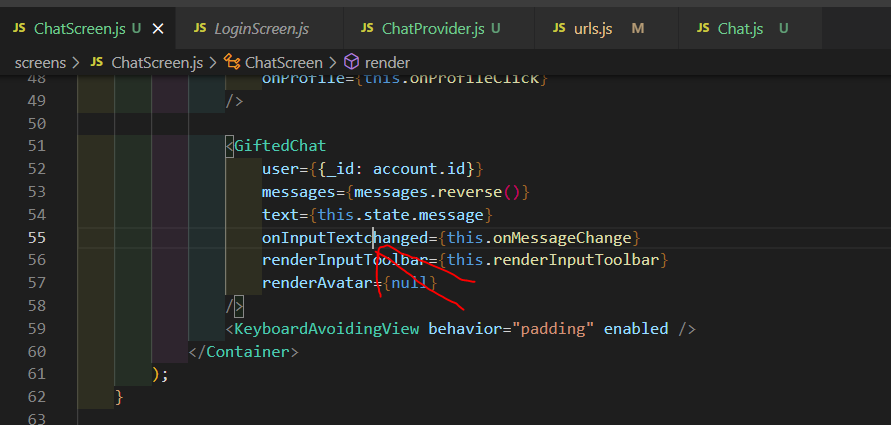 JS ChatScreen.js U × JS LoginScreen.js JS ChatProvider.js U JS urls.js M JS Chat.js U
screens > JS ChatScreen.js > ChatScreen > render
48 onProfile={this.onProfileClick}
49 />
50
51 <GiftedChat
52 user={{_id: account.id}}
53 messages={messages.reverse()}
54 text={this.state.message}
55 onInputTextchanged={this.onMessageChange}
56 renderInputToolbar={this.renderInputToolbar}
57 renderAvatar={null}
58 />
59 <KeyboardAvoidingView behavior="padding" enabled />
60 </Container>
61 );
62 }
63